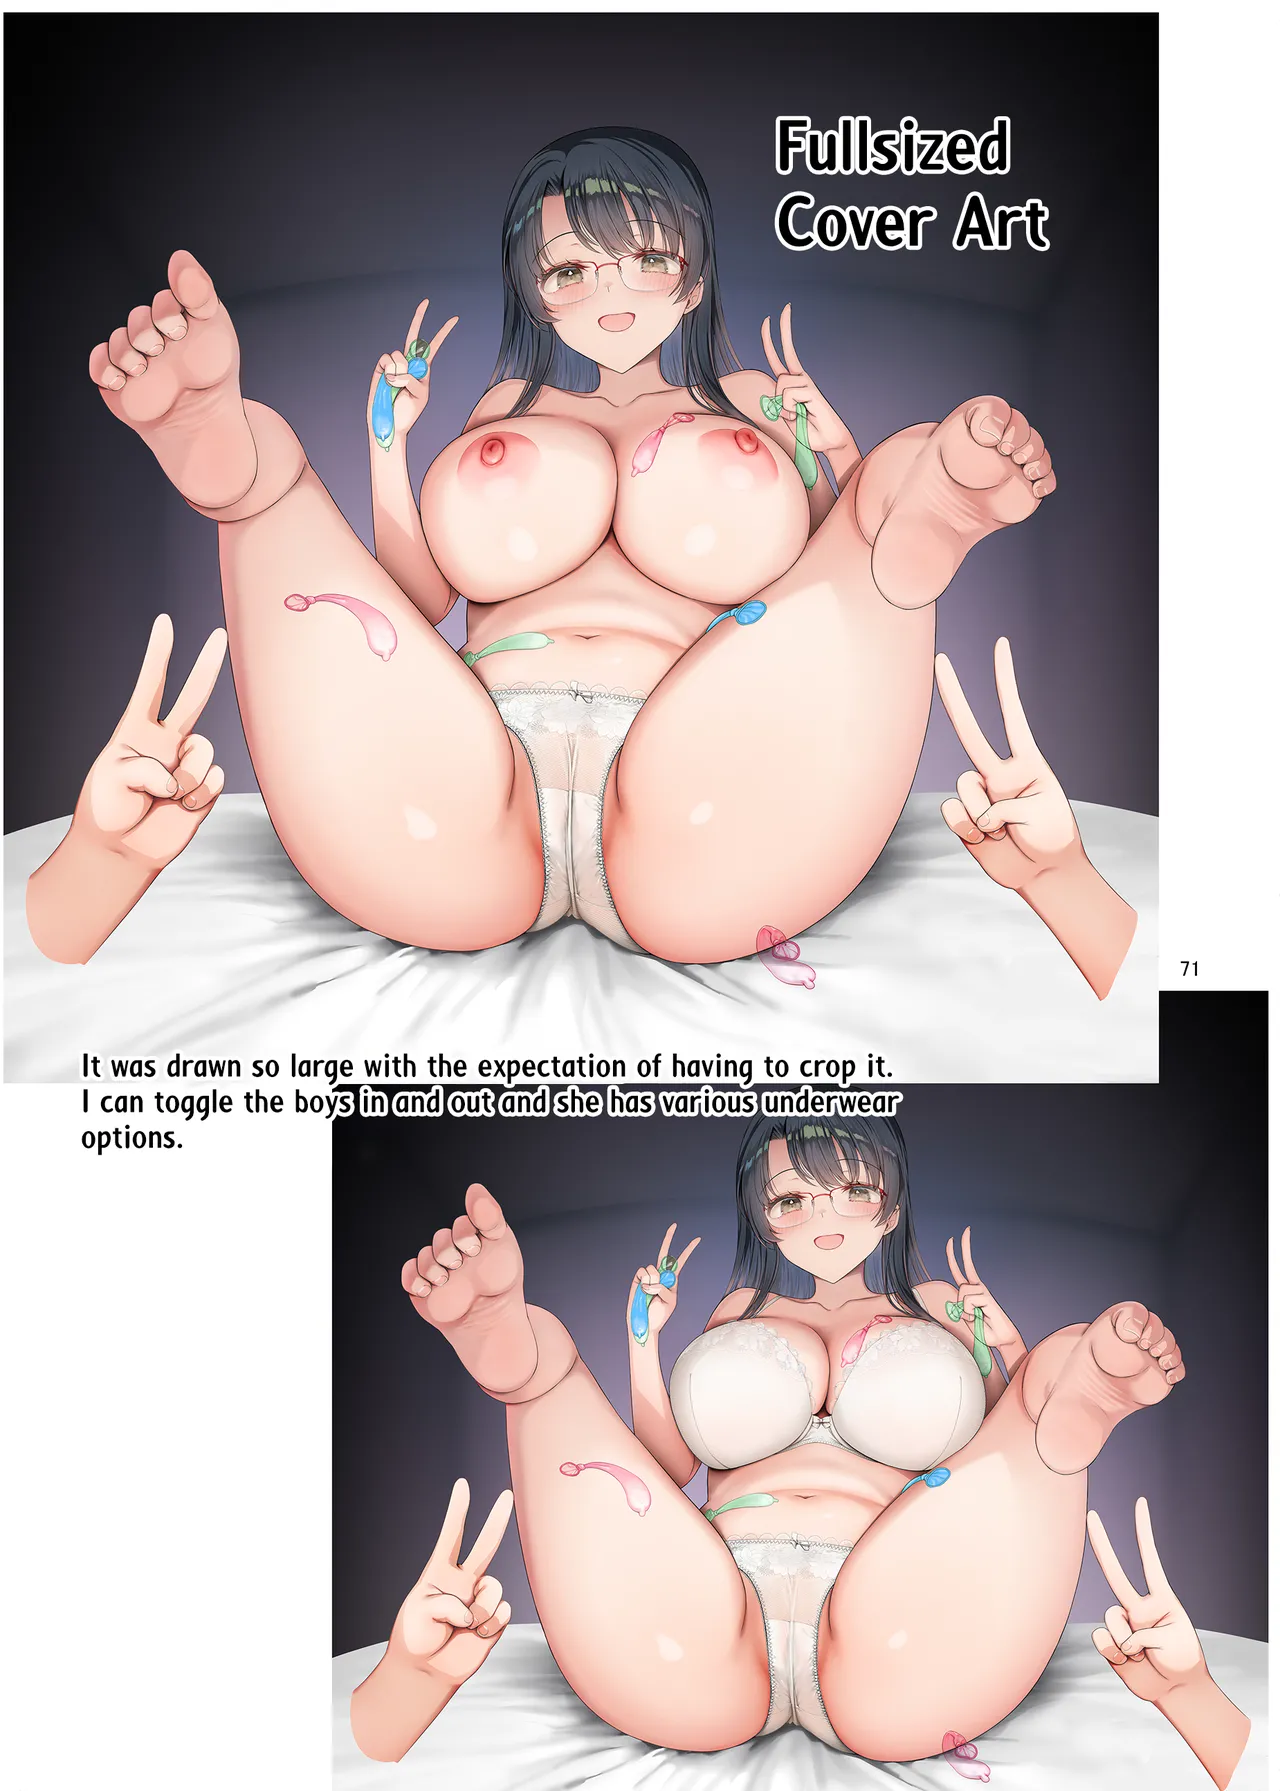 Fullsized
Cover Art
71
It was drawn so large with the expectation of having to crop it.
I can toggle the boys in and out and she has various underwear
options.